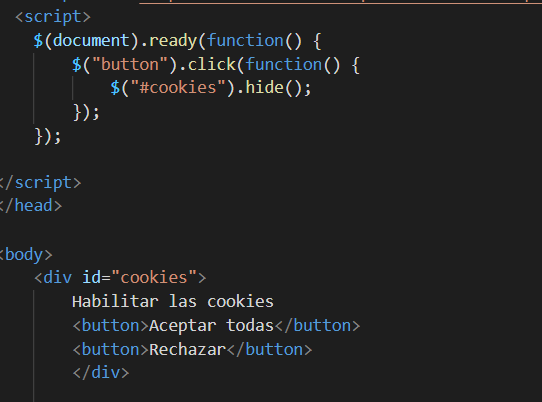 <script>
$(document).ready(function() {
$("button").click(function() {
$("#cookies").hide();
});
});
</script>
</head>
<body>
<div id="cookies">
Habilitar las cookies
<button>Aceptar todas</button>
<button>Rechazar</button>
</div>